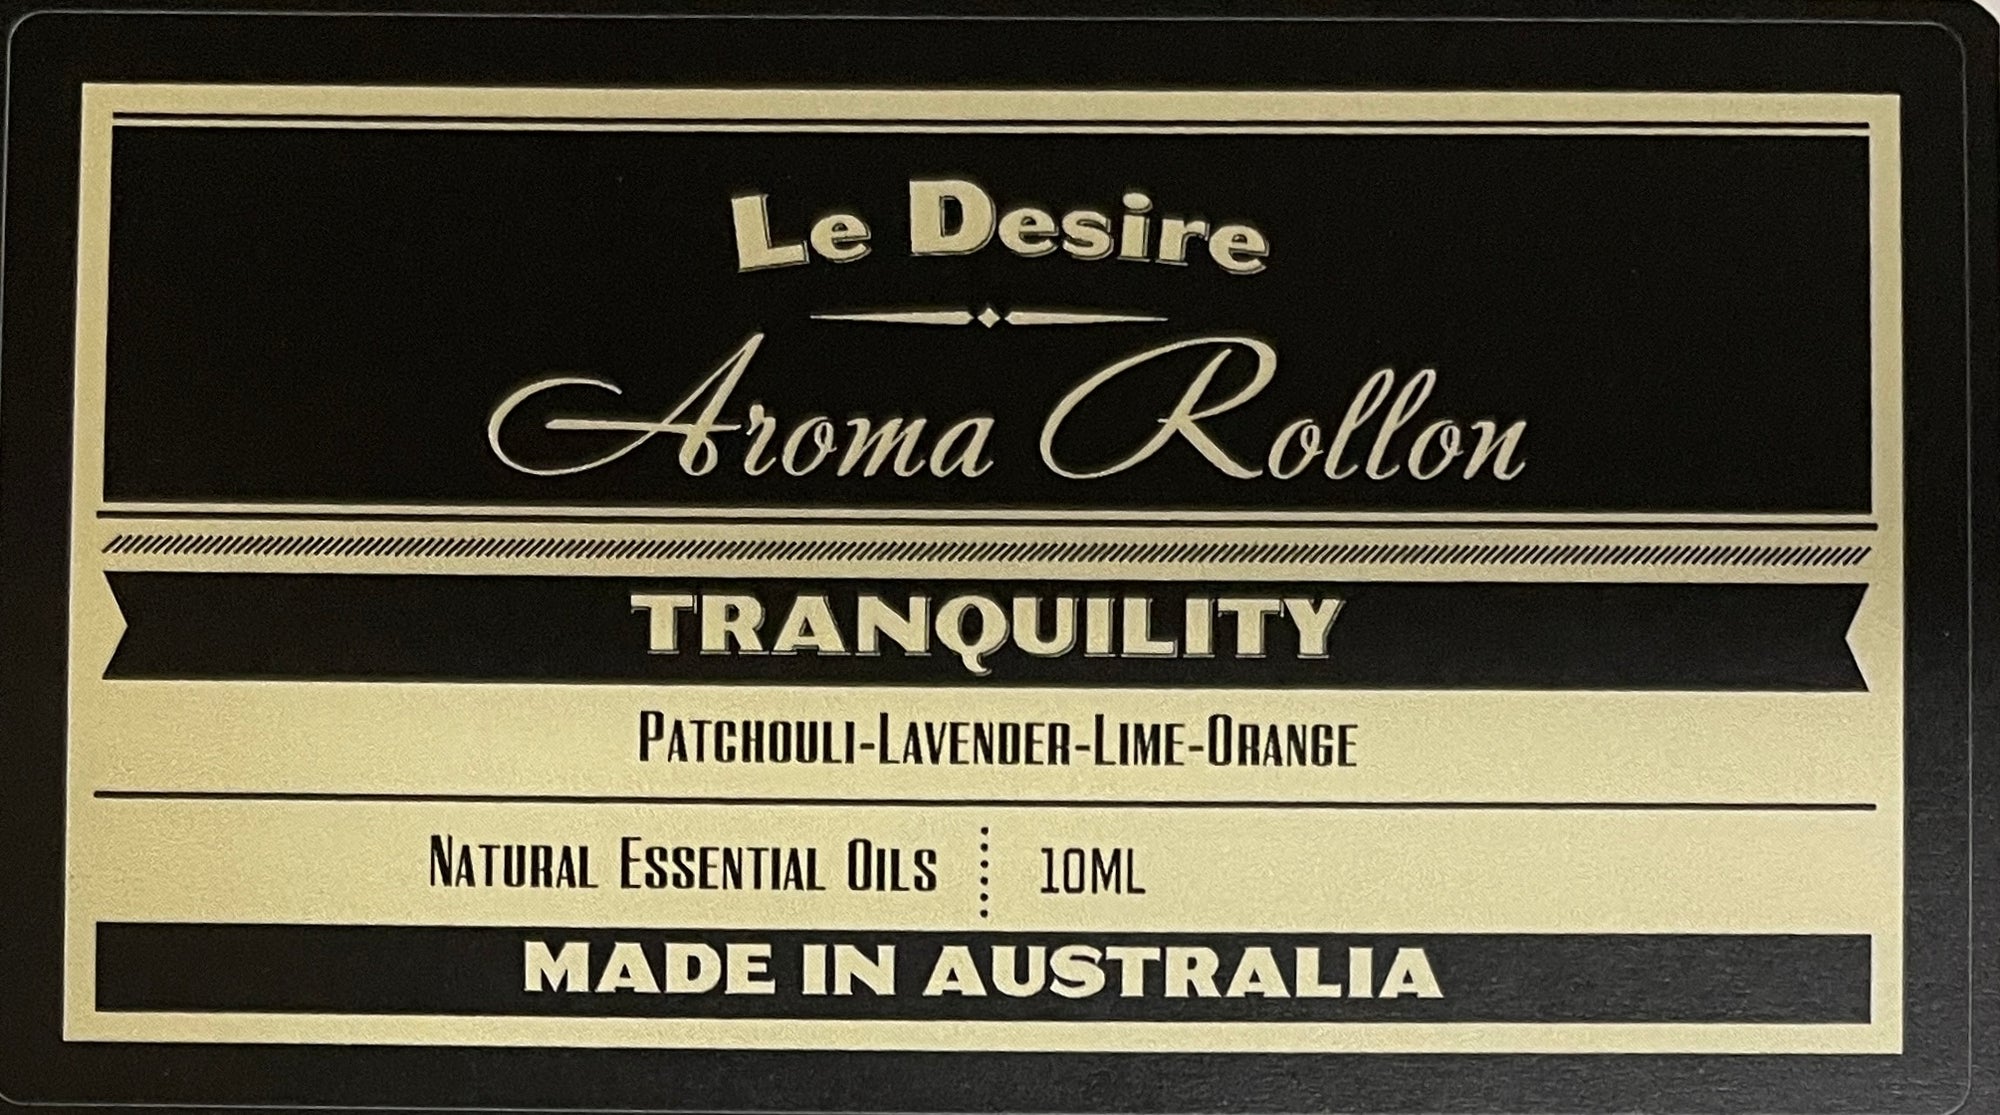 Le Desire
Aroma Rollon
TRANQUILITY
PATCHOULI-LAVENDER-LIME-ORANGE
NATURAL ESSENTIAL OILS 10ML
MADE IN AUSTRALIA